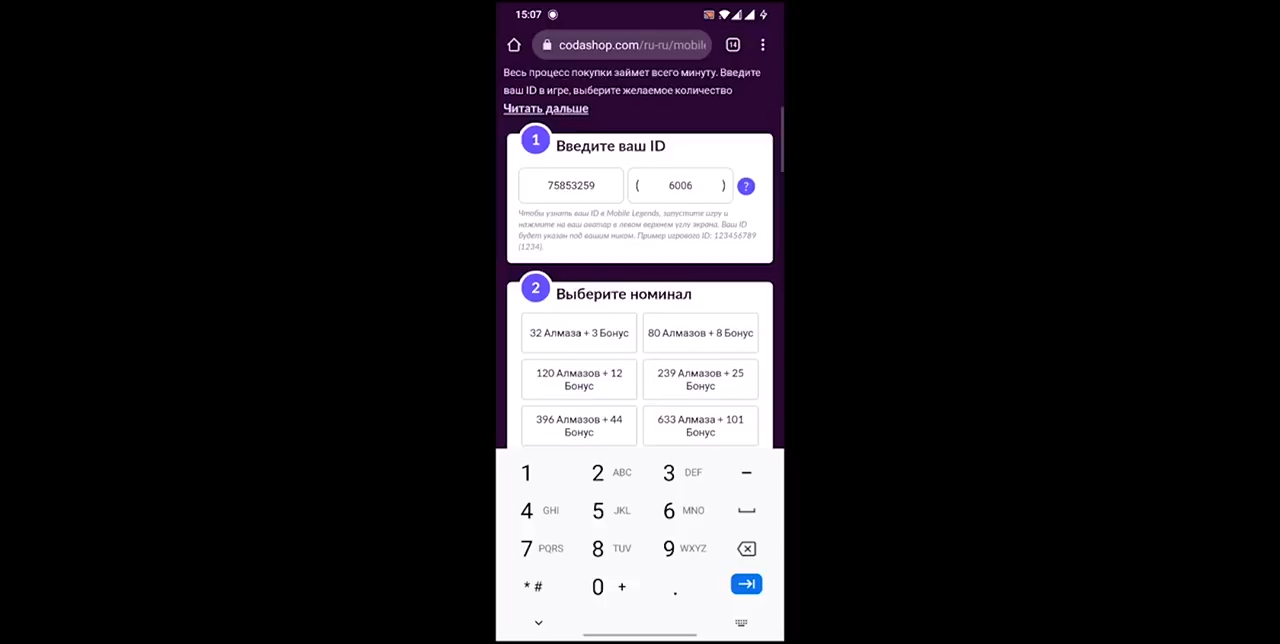 15:07
codashop.com/ru-ru/mobil
14
Весь процесс покупки займет всего минуту. Введите
ваш ID в игре, выберите желаемое количество
Читать дальше
1 Введите ваш ID
75853259 ( 6006 ) ?
Чтобы узнать ваш ID в Mobile Legends, запустите игру и
нажмите на ваш аватар в левом верхнем углу экрана. Ваш ID
будет указан под вашим ником. Пример игрового ID: 123456789
(1234).
2 Выберите номинал
32 Алмаза + 3 Бонус 80 Алмазов + 8 Бонус
120 Алмазов + 12
Бонус
239 Алмазов + 25
Бонус
396 Алмазов + 44
Бонус
633 Алмаза + 101
Бонус
1 2 ABC 3 DEF –
4 GHI 5 JKL 6 MNO
7 PQRS 8 TUV 9 WXYZ
* # 0 + .